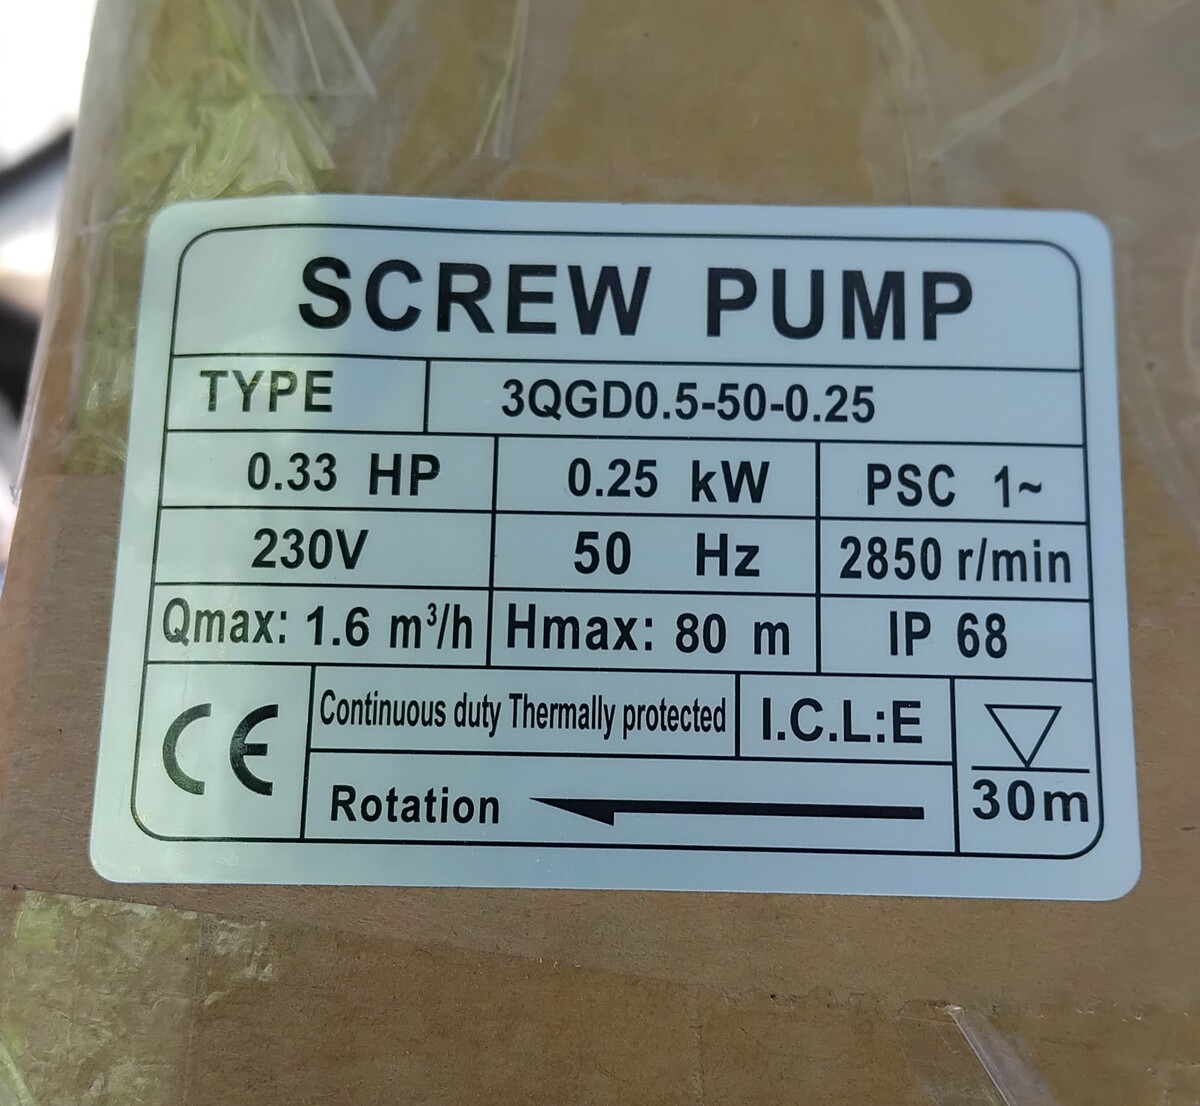 SCREW PUMP
TYPE 3QGD0.5-50-0.25
0.33 HP 0.25 kW PSC 1~
230V 50 Hz 2850 r/min
Qmax: 1.6 m³/h Hmax: 80 m IP 68
CE Continuous duty Thermally protected I.C.L:E
Rotation 30m